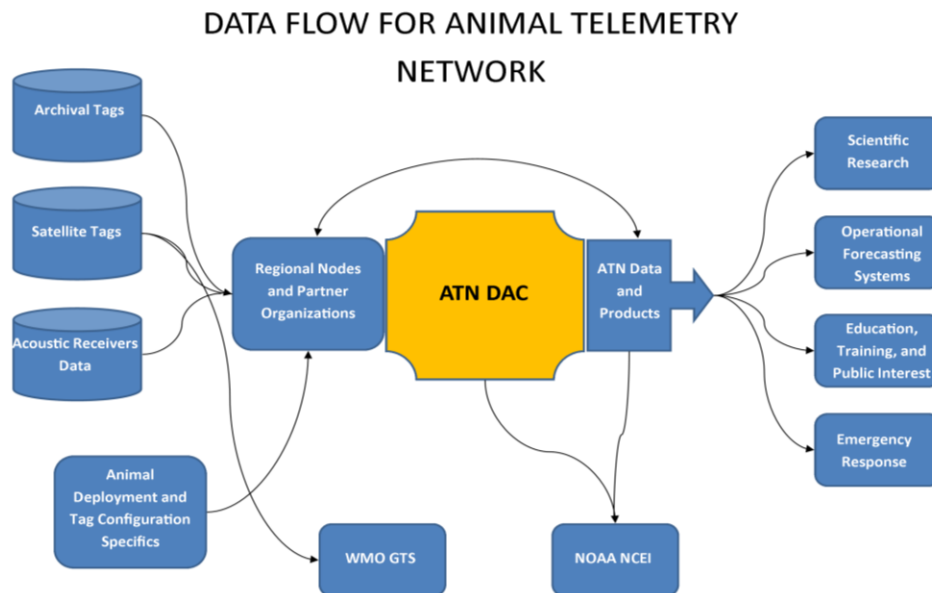 DATA FLOW FOR ANIMAL TELEMETRY
NETWORK
Archival Tags
Satellite Tags
Acoustic Receivers
Data
Animal
Deployment and
Tag Configuration
Specifics
Regional Nodes
and Partner
Organizations
ATN DAC
ATN Data
and
Products
WMO GTS
NOAA NCEI
Scientific
Research
Operational
Forecasting
Systems
Education,
Training, and
Public Interest
Emergency
Response